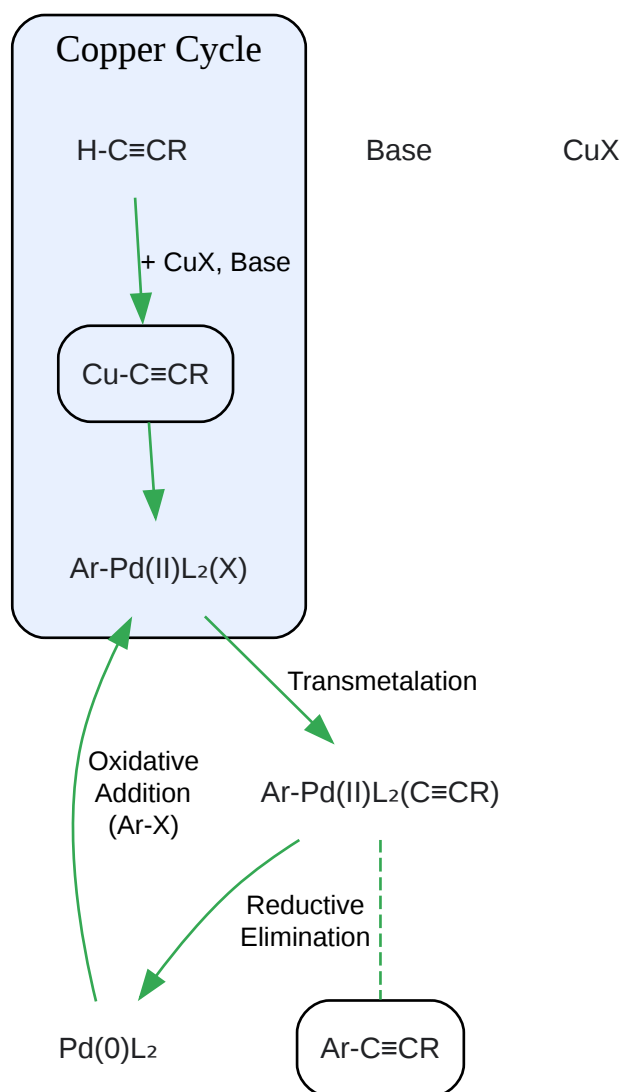 Copper Cycle
H-C≡CR
Base
CuX
+ CuX, Base
Cu-C≡CR
Ar-Pd(II)L₂(X)
Transmetalation
Oxidative
Addition
(Ar-X)
Ar-Pd(II)L₂(C≡CR)
Reductive
Elimination
Pd(0)L₂
Ar-C≡CR